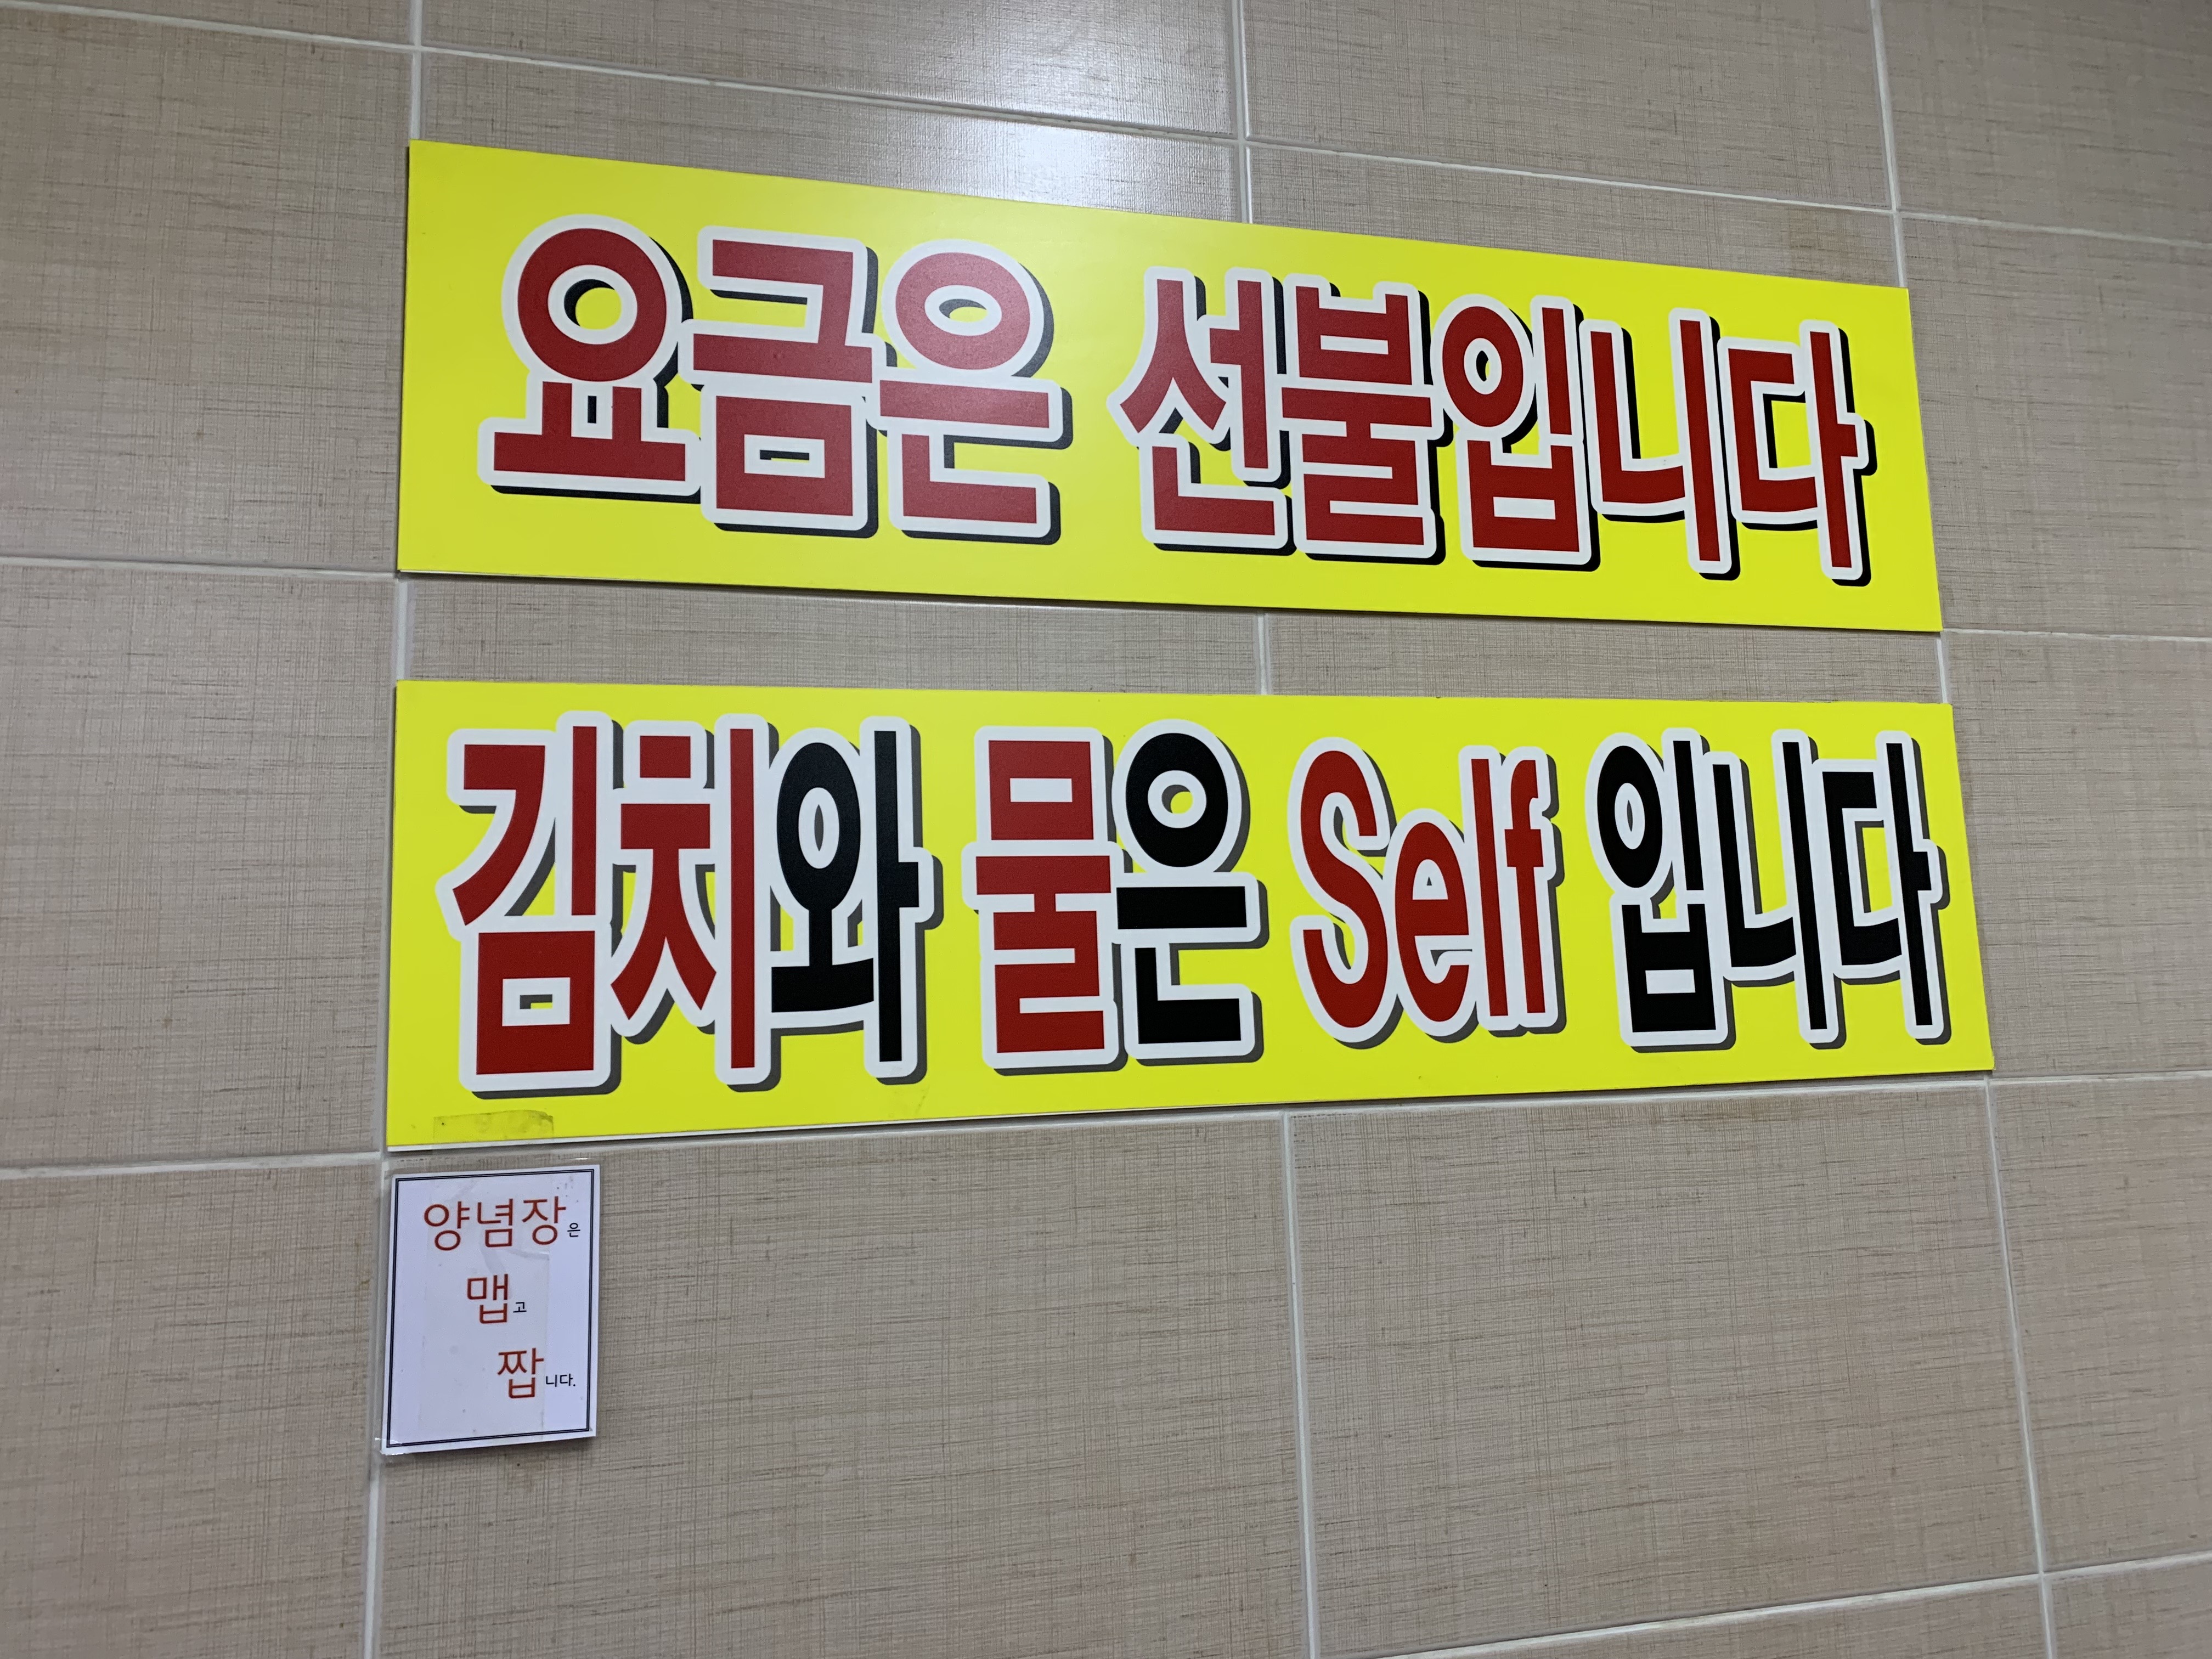 요금은 선불입니다
김치와 물은 Self 입니다
양념장은
맵고
짭니다.